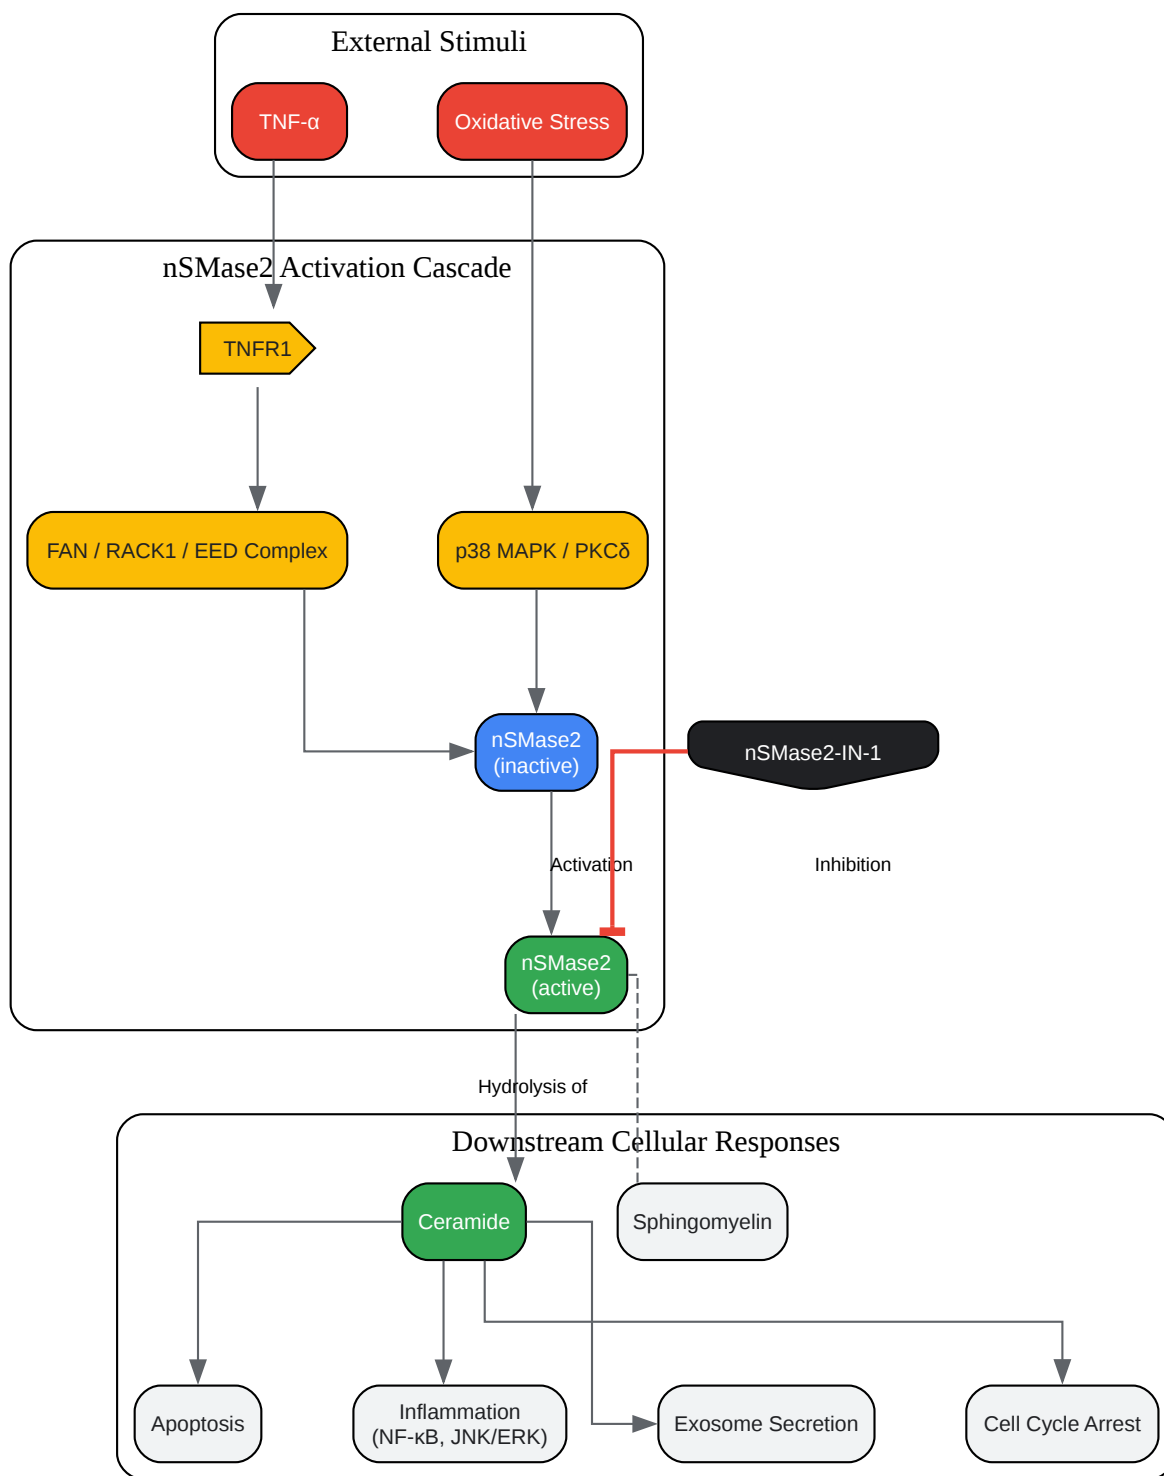 External Stimuli
TNF-α
Oxidative Stress
nSMase2 Activation Cascade
TNFR1
FAN / RACK1 / EED Complex
p38 MAPK / PKCδ
nSMase2
(inactive)
nSMase2-IN-1
Activation
Inhibition
nSMase2
(active)
Hydrolysis of
Downstream Cellular Responses
Ceramide
Sphingomyelin
Apoptosis
Inflammation
(NF-κB, JNK/ERK)
Exosome Secretion
Cell Cycle Arrest